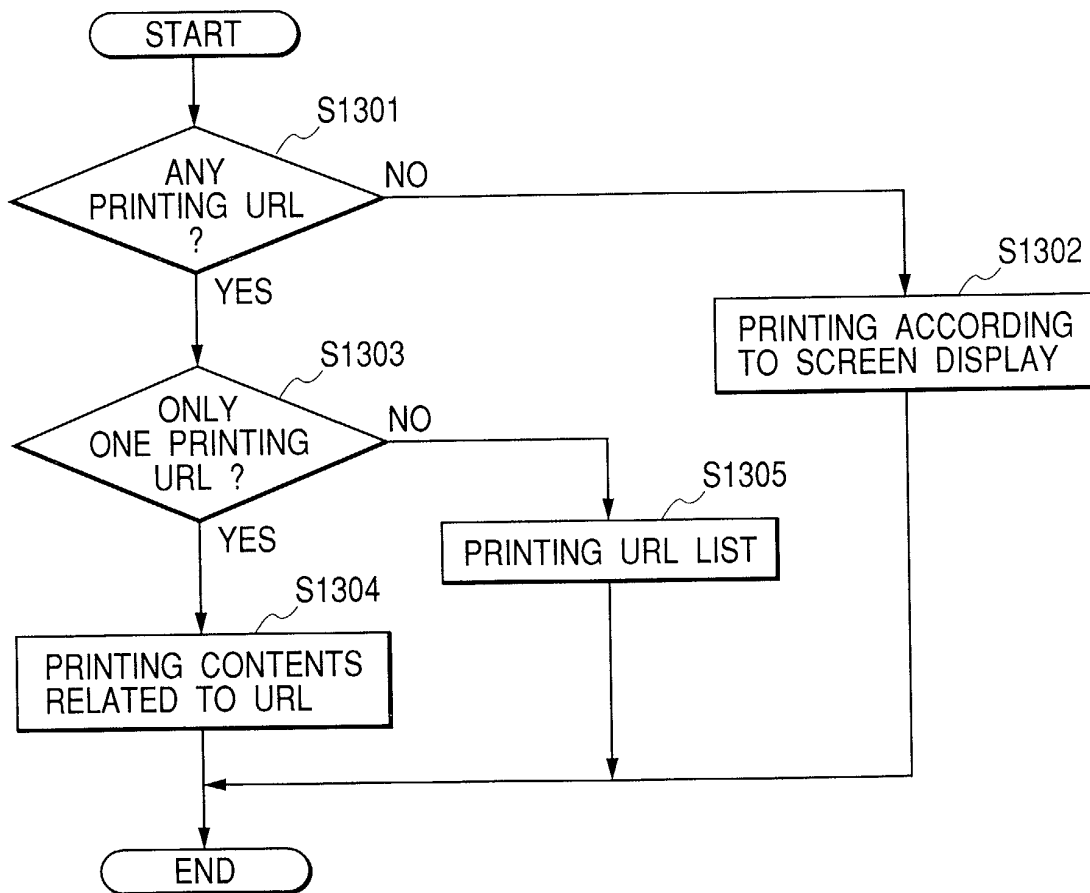 START
S1301
ANY
PRINTING URL
?
NO
YES
S1302
PRINTING ACCORDING
TO SCREEN DISPLAY
S1303
ONLY
ONE PRINTING
URL ?
NO
YES
S1305
PRINTING URL LIST
S1304
PRINTING CONTENTS
RELATED TO URL
END